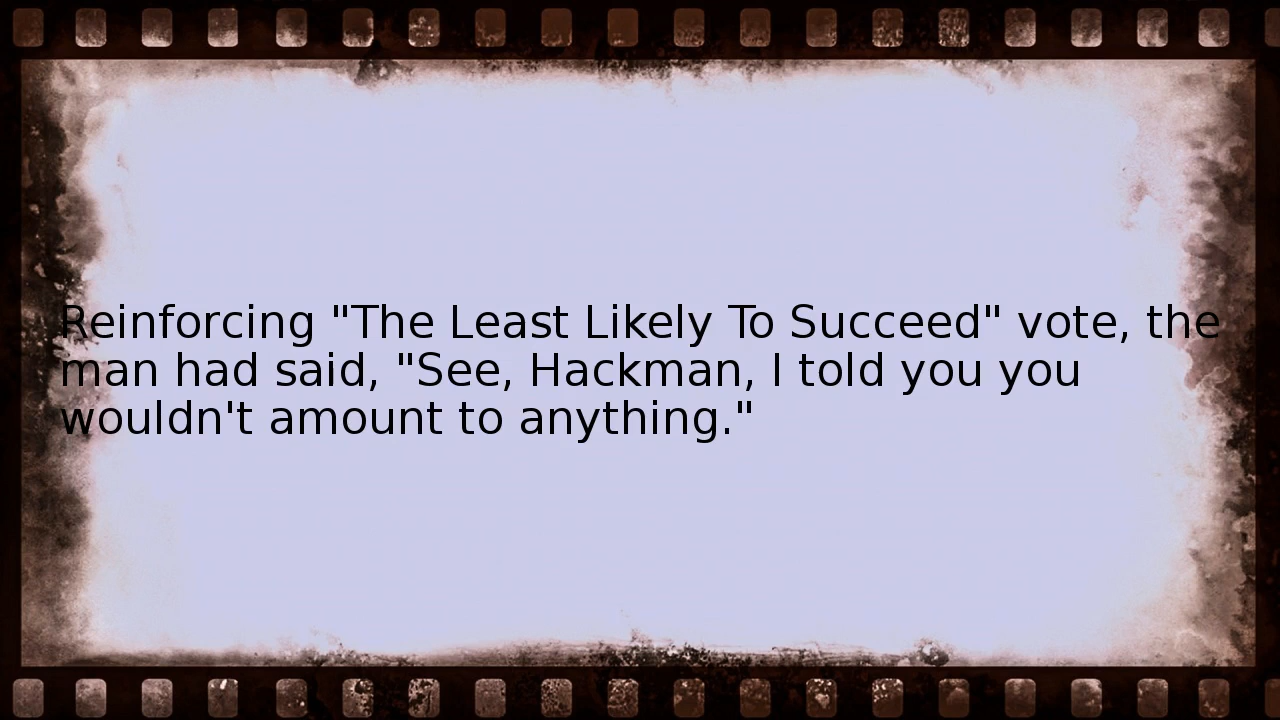 Reinforcing "The Least Likely To Succeed" vote, the
man had said, "See, Hackman, I told you you
wouldn't amount to anything."